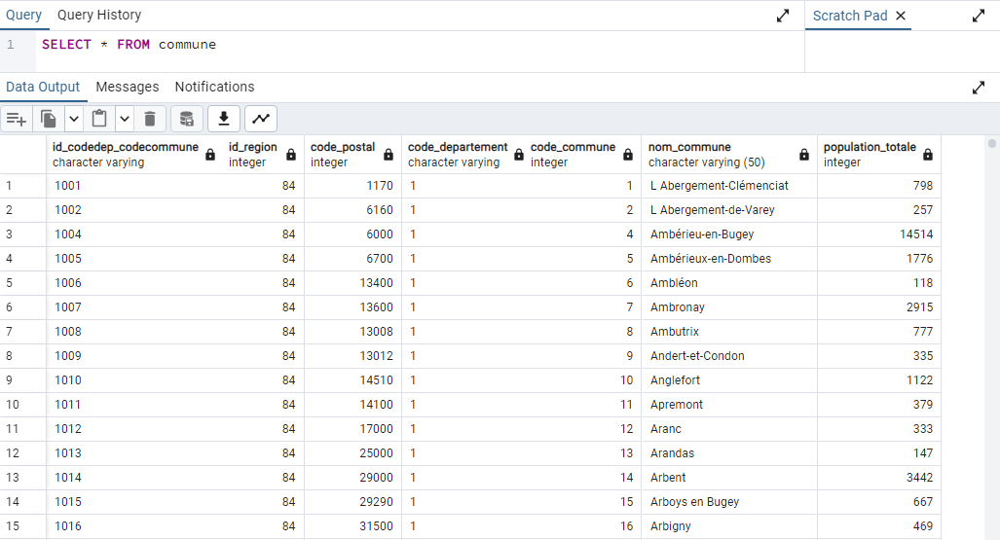 Query Query History Scratch Pad
1 SELECT * FROM commune
Data Output Messages Notifications
id_codedep_codecommune id_region code_postal code_departement code_commune nom_commune population_totale
character varying integer integer character varying integer character varying (50) integer
1 1001 84 1170 1 1 L Abergement-Clémenciat 798
2 1002 84 6160 1 2 L Abergement-de-Varey 257
3 1004 84 6000 1 4 Ambérieu-en-Bugey 14514
4 1005 84 6700 1 5 Ambérieux-en-Dombes 1776
5 1006 84 13400 1 6 Ambléon 118
6 1007 84 13600 1 7 Ambronay 2915
7 1008 84 13008 1 8 Ambutrix 777
8 1009 84 13012 1 9 Andert-et-Condon 335
9 1010 84 14510 1 10 Anglefort 1122
10 1011 84 14100 1 11 Apremont 379
11 1012 84 17000 1 12 Aranc 333
12 1013 84 25000 1 13 Arandas 147
13 1014 84 29000 1 14 Arbent 3442
14 1015 84 29290 1 15 Arboys en Bugey 667
15 1016 84 31500 1 16 Arbigny 469